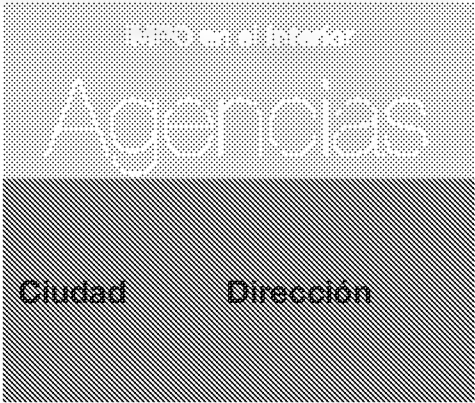 IMPO en el Interior
Agencias
Ciudad Dirección